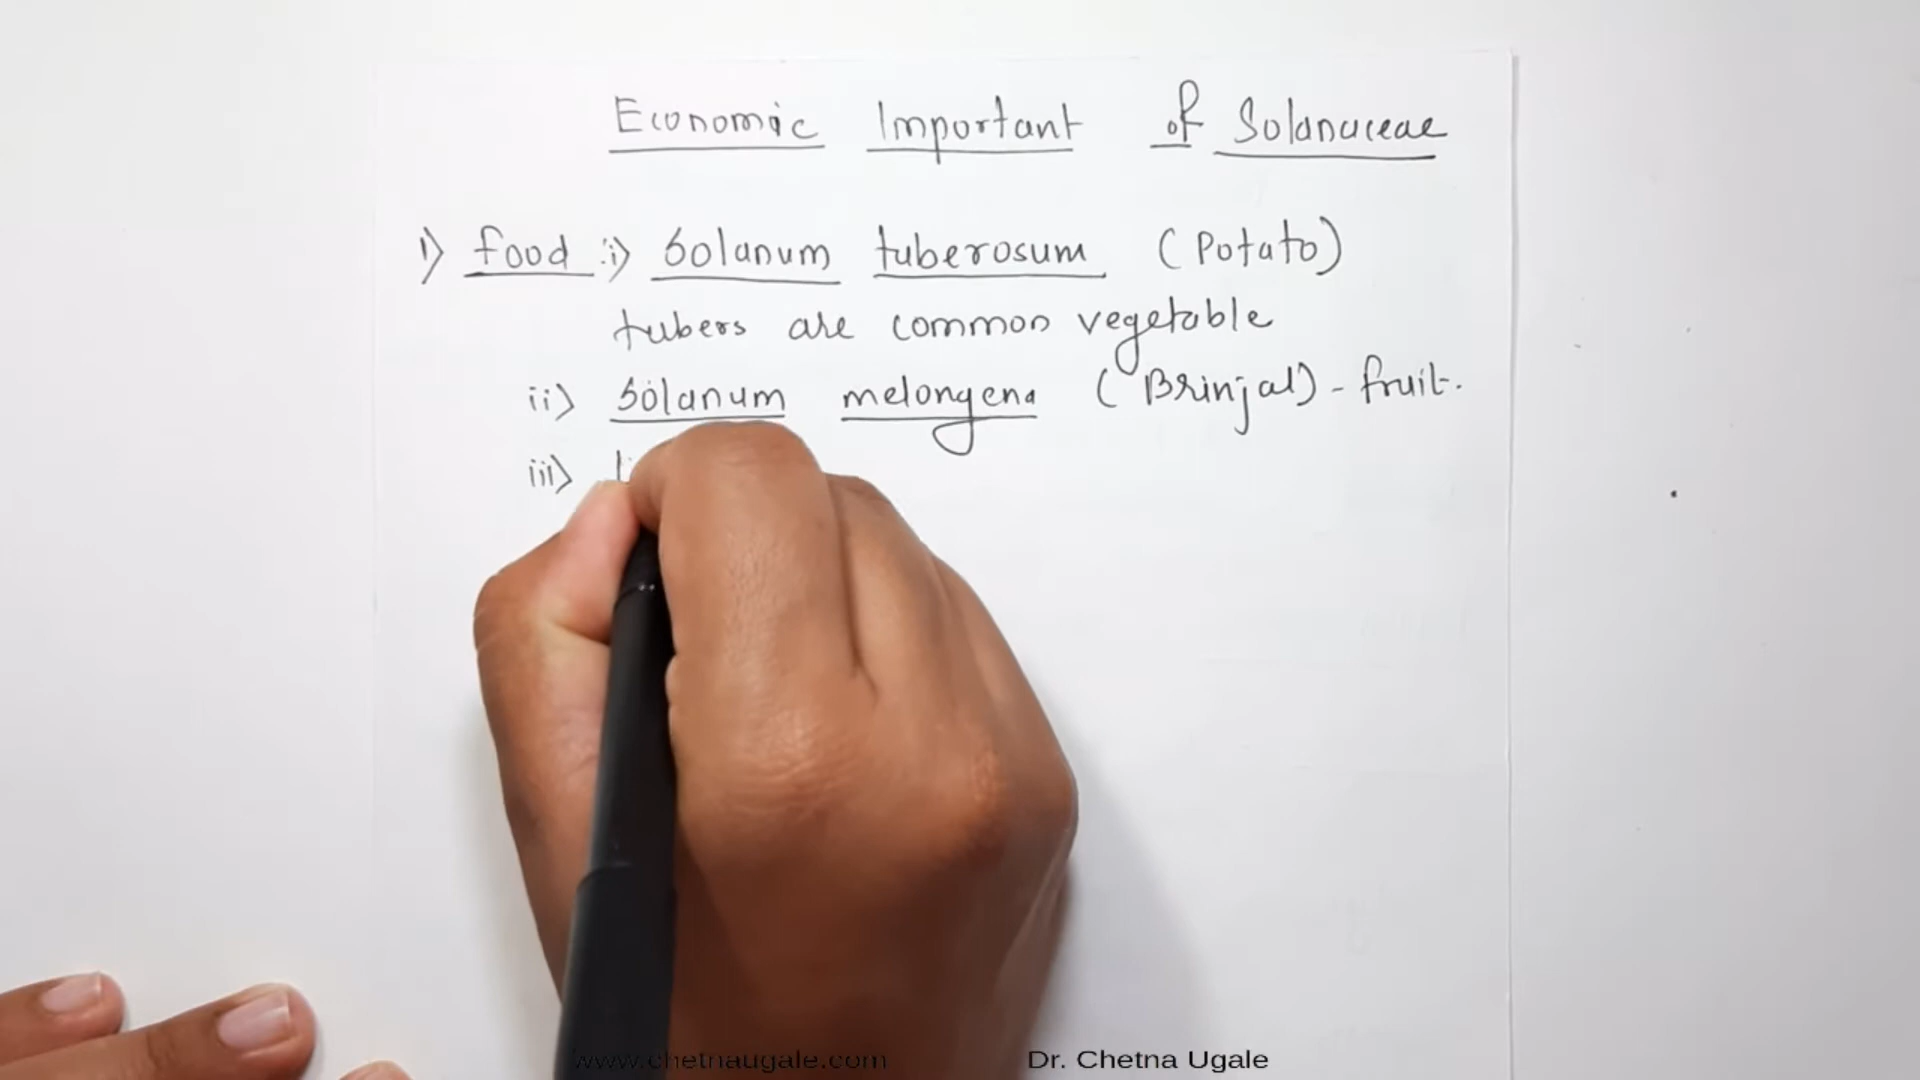 Economic Important of Solanaceae
1) food :- i) Solanum tuberosum (Potato)
tubers are common vegetable
ii) Solanum melongena (Brinjal) - fruit.
iii)
www.chetnaugale.com Dr. Chetna Ugale